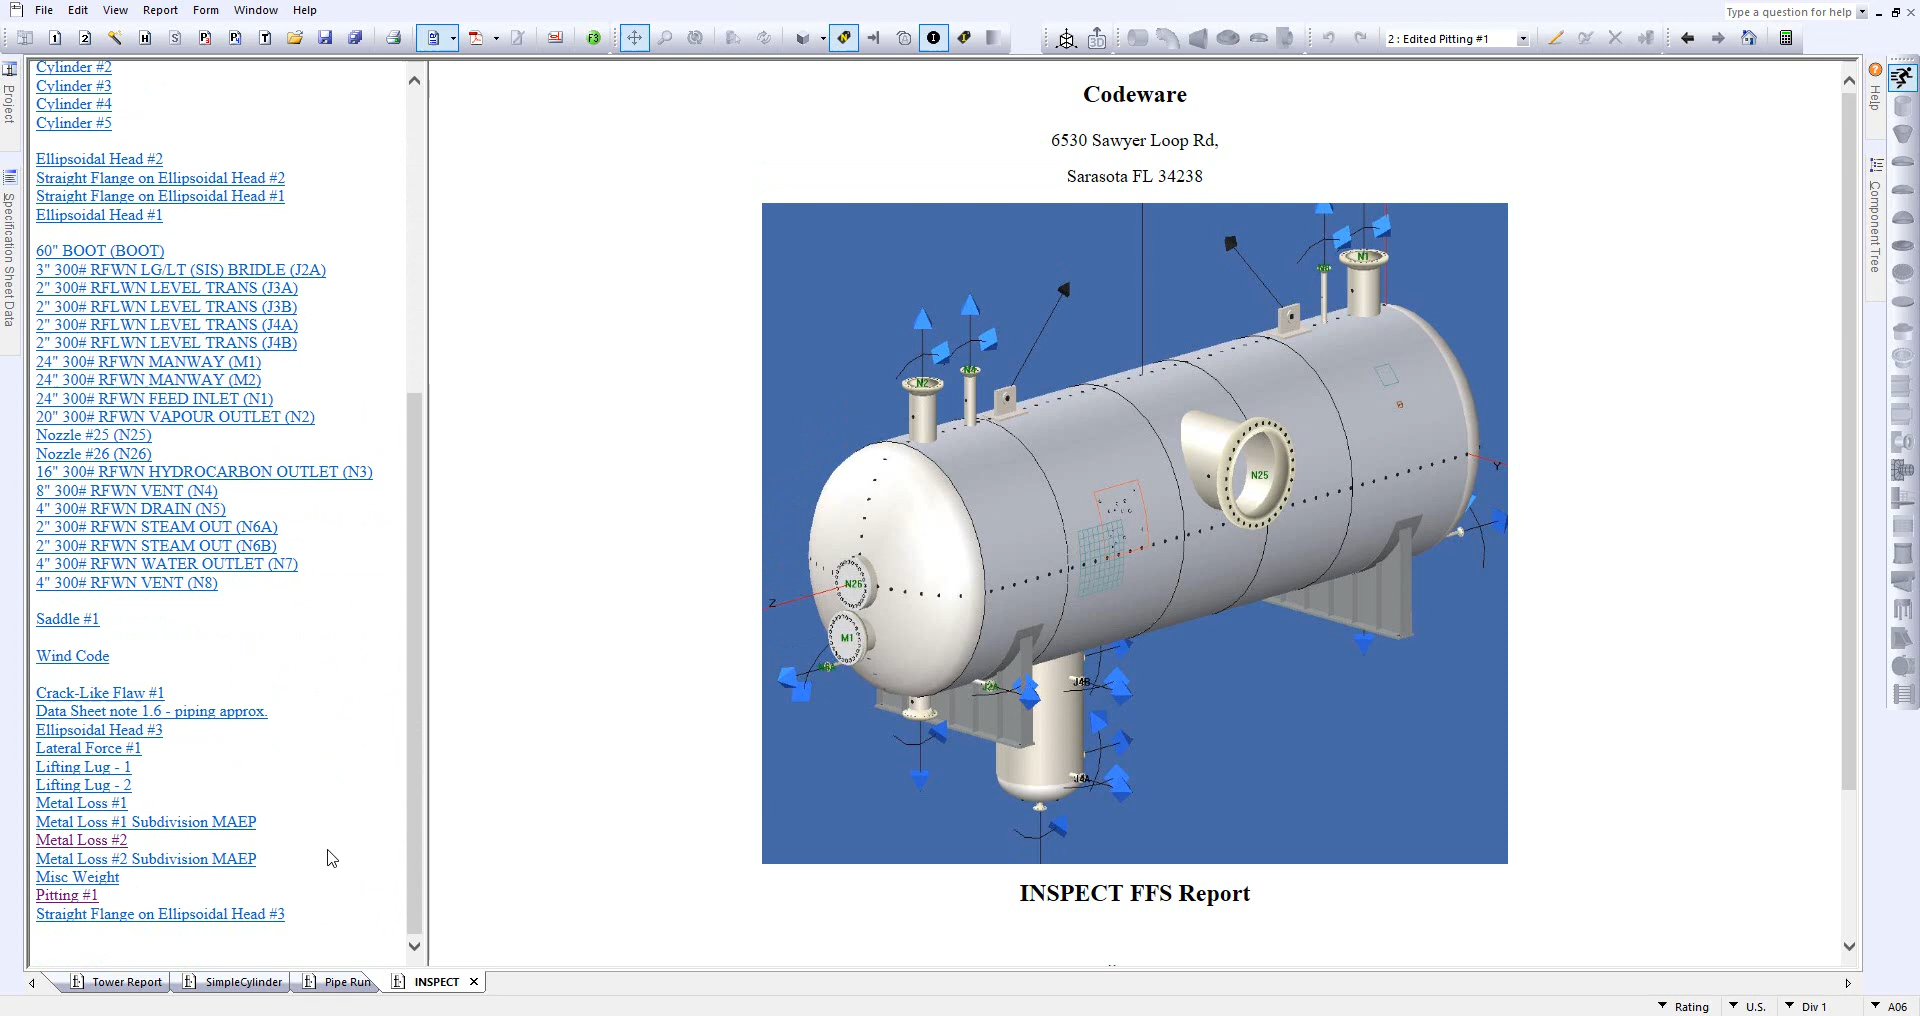 File Edit View Report Form Window Help
Type a question for help
1 2 H S P P T F3 3D 2 : Edited Pitting #1
Project
Specification Sheet Data
Cylinder #2
Cylinder #3
Cylinder #4
Cylinder #5
Ellipsoidal Head #2
Straight Flange on Ellipsoidal Head #2
Straight Flange on Ellipsoidal Head #1
Ellipsoidal Head #1
60" BOOT (BOOT)
3" 300# RFWN LG/LT (SIS) BRIDLE (J2A)
2" 300# RFLWN LEVEL TRANS (J3A)
2" 300# RFLWN LEVEL TRANS (J3B)
2" 300# RFLWN LEVEL TRANS (J4A)
2" 300# RFLWN LEVEL TRANS (J4B)
24" 300# RFWN MANWAY (M1)
24" 300# RFWN MANWAY (M2)
24" 300# RFWN FEED INLET (N1)
20" 300# RFWN VAPOUR OUTLET (N2)
Nozzle #25 (N25)
Nozzle #26 (N26)
16" 300# RFWN HYDROCARBON OUTLET (N3)
8" 300# RFWN VENT (N4)
4" 300# RFWN DRAIN (N5)
2" 300# RFWN STEAM OUT (N6A)
2" 300# RFWN STEAM OUT (N6B)
4" 300# RFWN WATER OUTLET (N7)
4" 300# RFWN VENT (N8)
Saddle #1
Wind Code
Crack-Like Flaw #1
Data Sheet note 1.6 - piping approx.
Ellipsoidal Head #3
Lateral Force #1
Lifting Lug - 1
Lifting Lug - 2
Metal Loss #1
Metal Loss #1 Subdivision MAEP
Metal Loss #2
Metal Loss #2 Subdivision MAEP
Misc Weight
Pitting #1
Straight Flange on Ellipsoidal Head #3
Codeware
6530 Sawyer Loop Rd,
Sarasota FL 34238
N1
N2
N4
N25
Y
Z
N26
M1
J2A
J4B
J4A
INSPECT FFS Report
Help
Component Tree
Tower Report SimpleCylinder Pipe Run INSPECT
Rating U.S. Div 1 A06